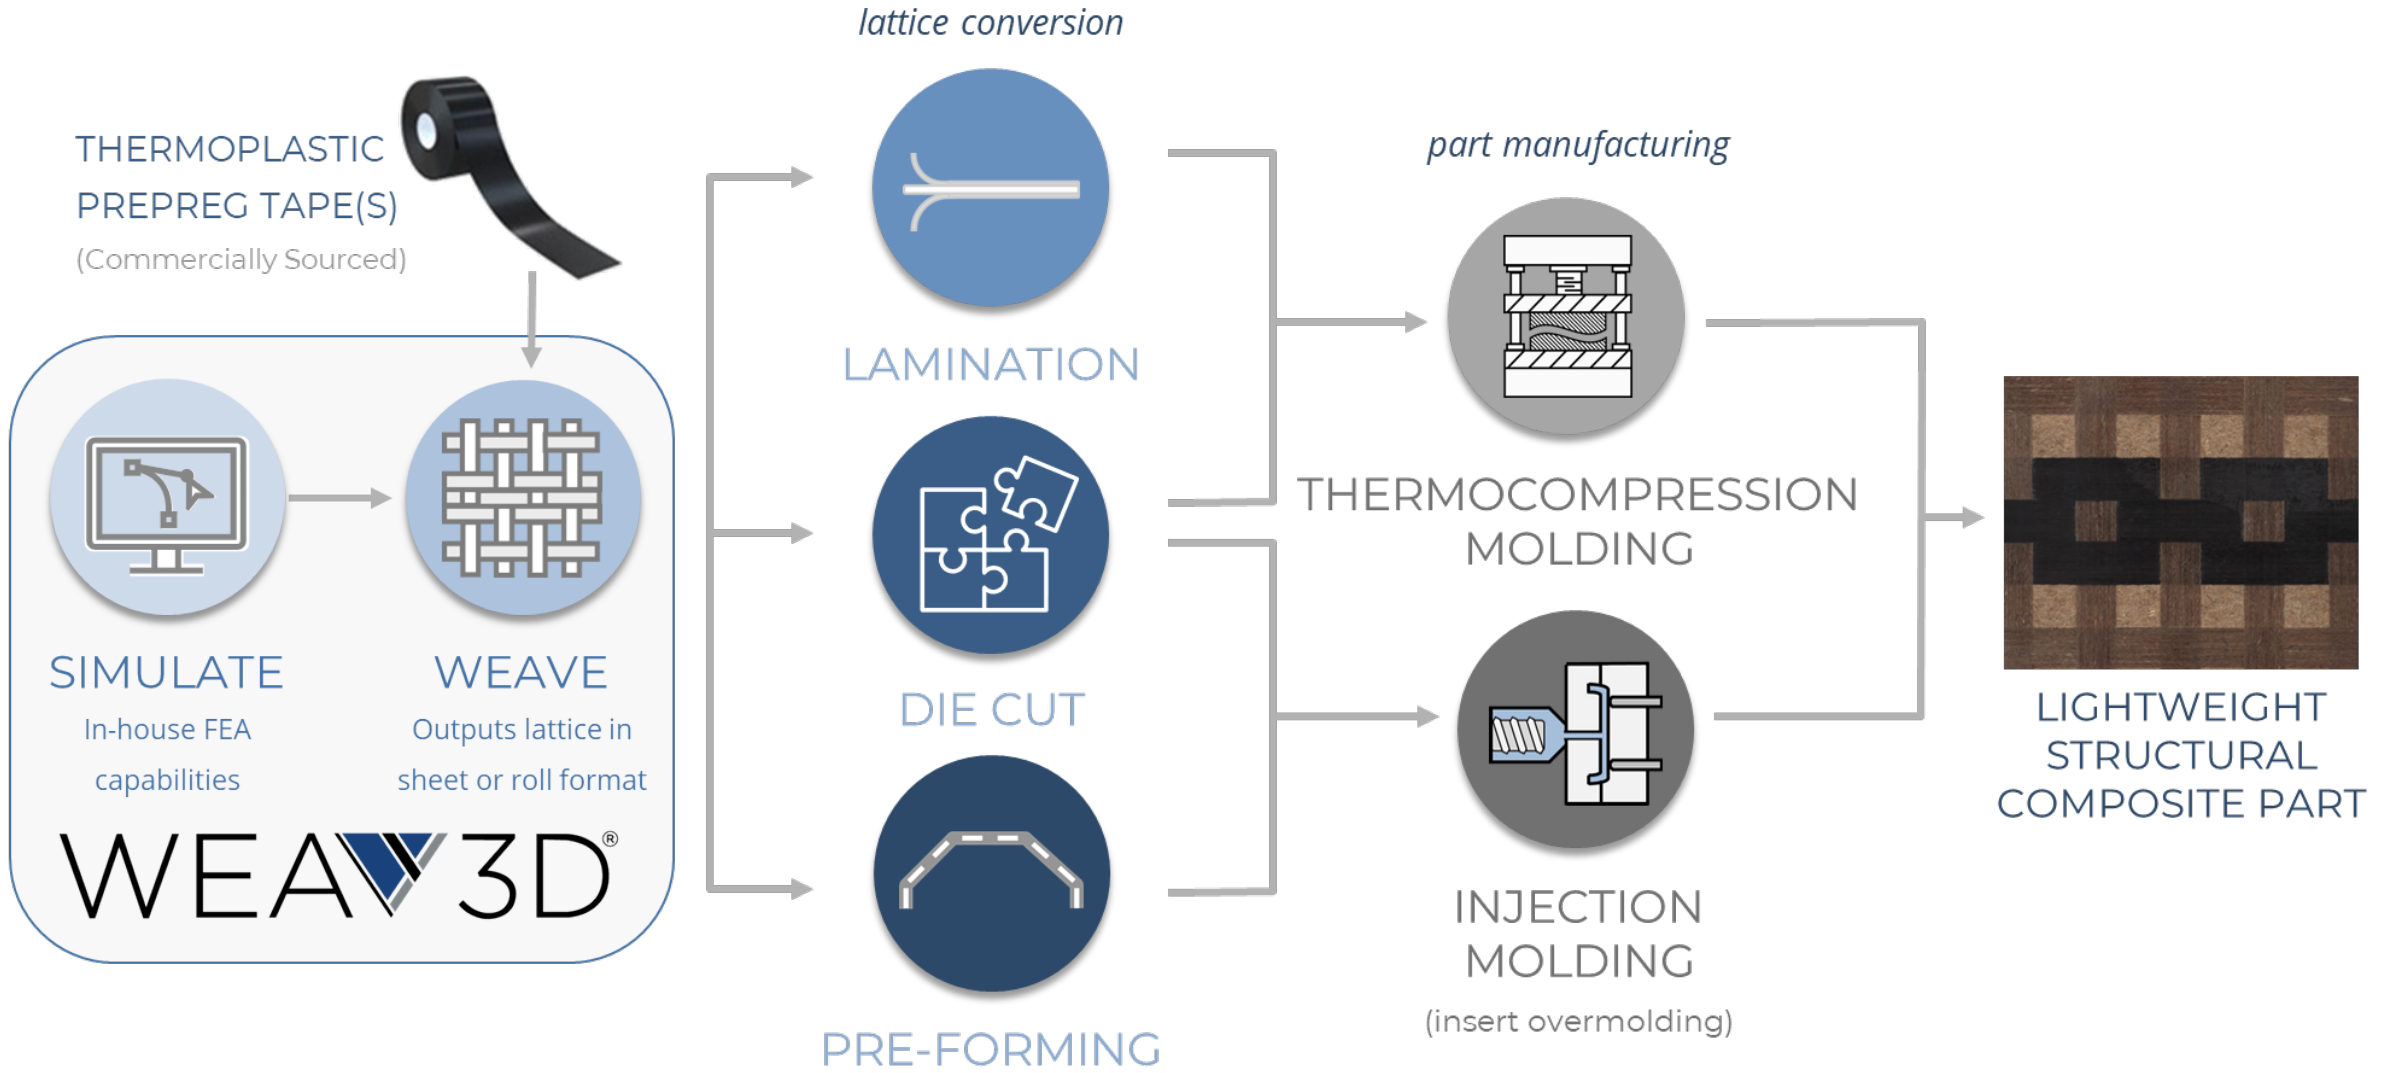 lattice conversion
THERMOPLASTIC
PREPREG TAPE(S)
(Commercially Sourced)
part manufacturing
LAMINATION
THERMOCOMPRESSION
MOLDING
SIMULATE
In-house FEA
capabilities
WEAVE
Outputs lattice in
sheet or roll format
WEAV3D®
DIE CUT
LIGHTWEIGHT
STRUCTURAL
COMPOSITE PART
INJECTION
MOLDING
(insert overmolding)
PRE-FORMING